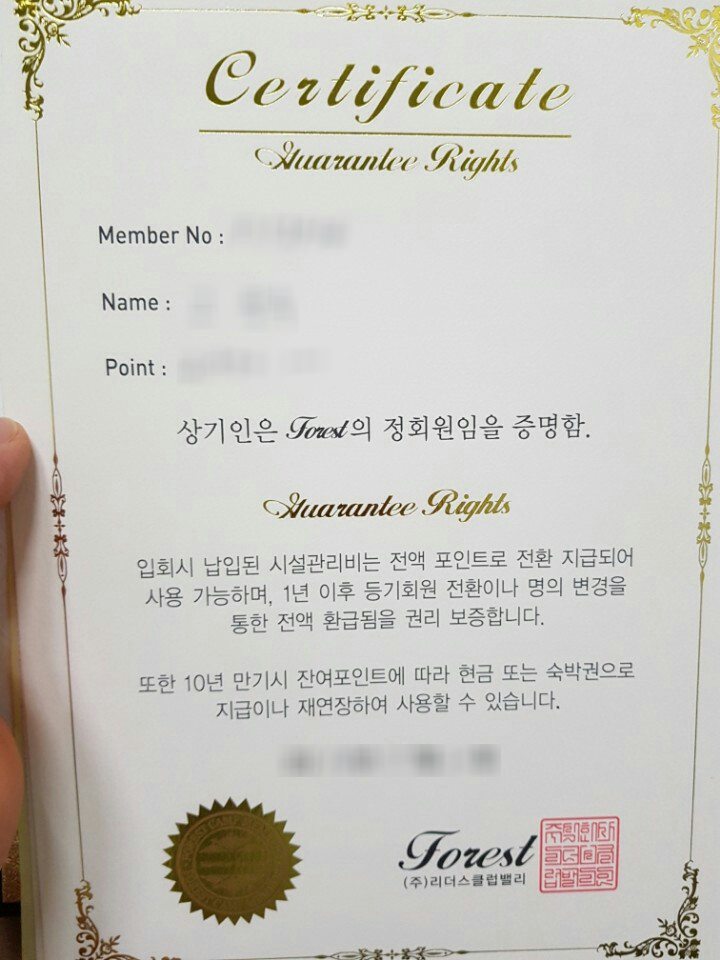 Certificate
Guarantee Rights
Member No :
Name :
Point :
상기인은 Forest의 정회원임을 증명함.
Guarantee Rights
입회시 납입된 시설관리비는 전액 포인트로 전환 지급되어
사용 가능하며, 1년 이후 등기회원 전환이나 명의 변경을
통한 전액 환급됨을 권리 보증합니다.
또한 10년 만기시 잔여포인트에 따라 현금 또는 숙박권으로
지급이나 재연장하여 사용할 수 있습니다.
Forest
(주)리더스클럽밸리